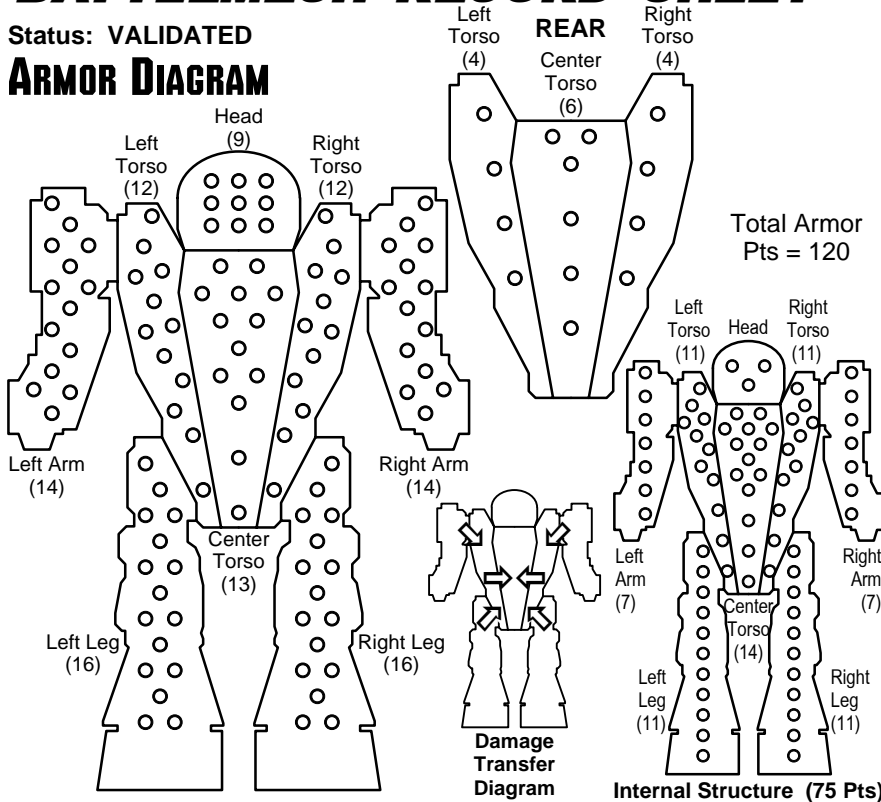 BATTLEMECH RECORD SHEET
Status: VALIDATED
ARMOR DIAGRAM
Left
Torso
(12)
Head
(9)
Right
Torso
(12)
Left Arm
(14)
Right Arm
(14)
Center
Torso
(13)
Left Leg
(16)
Right Leg
(16)
Left
Torso
(4)
REAR
Center
Torso
(6)
Right
Torso
(4)
Total Armor
Pts = 120
Damage
Transfer
Diagram
Left
Torso
(11)
Head
Right
Torso
(11)
Left
Arm
(7)
Right
Arm
(7)
Center
Torso
(14)
Left
Leg
(11)
Right
Leg
(11)
Internal Structure (75 Pts)